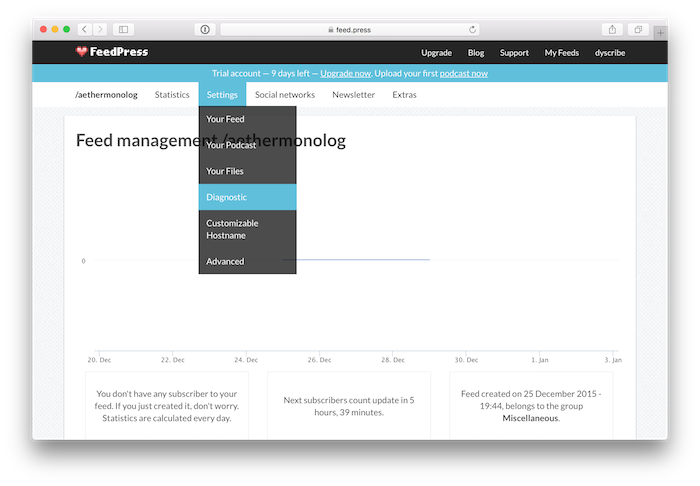 feed.press
FeedPress
Upgrade Blog Support My Feeds dyscribe
Trial account — 9 days left — Upgrade now. Upload your first podcast now
/aethermonolog Statistics Settings Social networks Newsletter Extras
Your Feed
Feed management /aethermonolog
Your Podcast
Your Files
Diagnostic
Customizable
Hostname
Advanced
0
20. Dec 22. Dec 24. Dec 26. Dec 28. Dec 30. Dec 1. Jan 3. Jan
You don't have any subscriber to your
feed. If you just created it, don't worry.
Statistics are calculated every day.
Next subscribers count update in 5
hours, 39 minutes.
Feed created on 25 December 2015 -
19:44, belongs to the group
Miscellaneous.